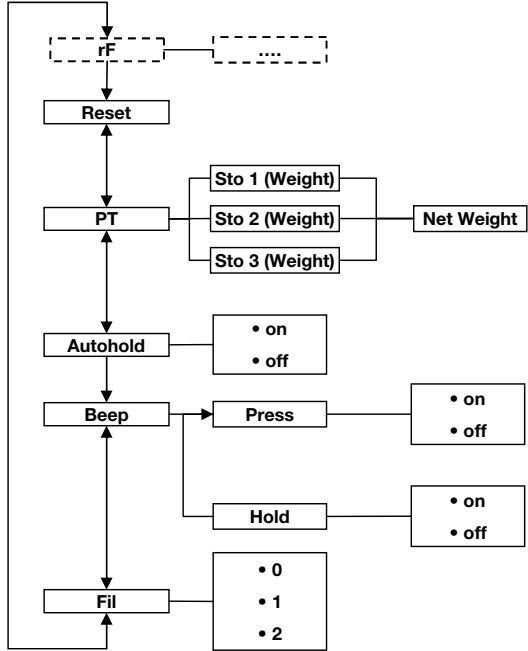 rF
....
Reset
Sto 1 (Weight)
PT
Sto 2 (Weight)
Net Weight
Sto 3 (Weight)
Autohold
• on
• off
Beep
Press
• on
• off
Hold
• on
• off
Fil
• 0
• 1
• 2